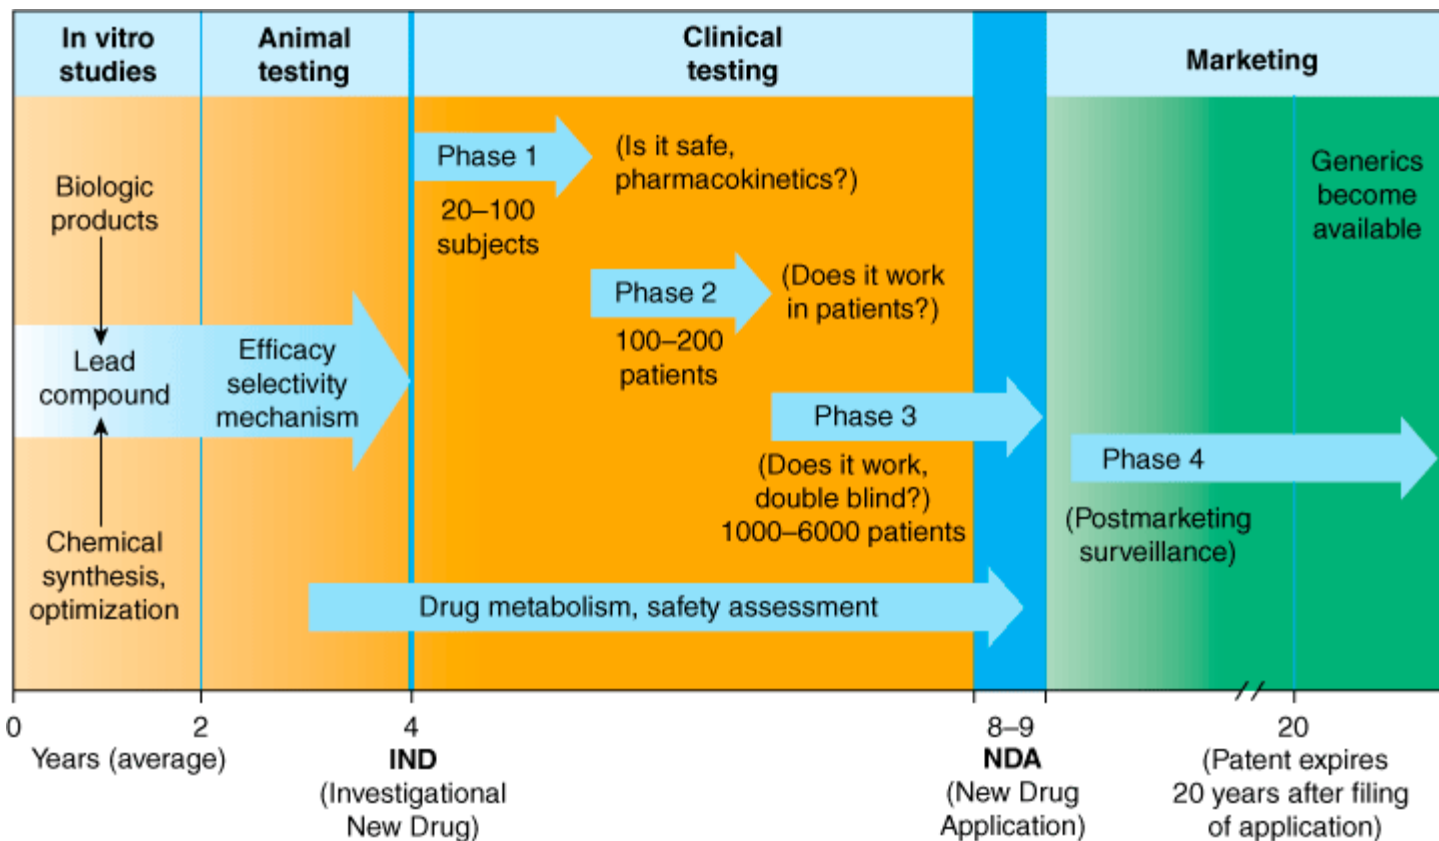 In vitro
studies
Animal
testing
Clinical
testing
Marketing
Biologic
products
Lead
compound
Chemical
synthesis,
optimization
Efficacy
selectivity
mechanism
Phase 1
20–100
subjects
(Is it safe,
pharmacokinetics?)
Phase 2
100–200
patients
(Does it work
in patients?)
Phase 3
(Does it work,
double blind?)
1000–6000 patients
Drug metabolism, safety assessment
Generics
become
available
Phase 4
(Postmarketing
surveillance)
0
2
4
8–9
20
Years (average)
IND
(Investigational
New Drug)
NDA
(New Drug
Application)
(Patent expires
20 years after filing
of application)